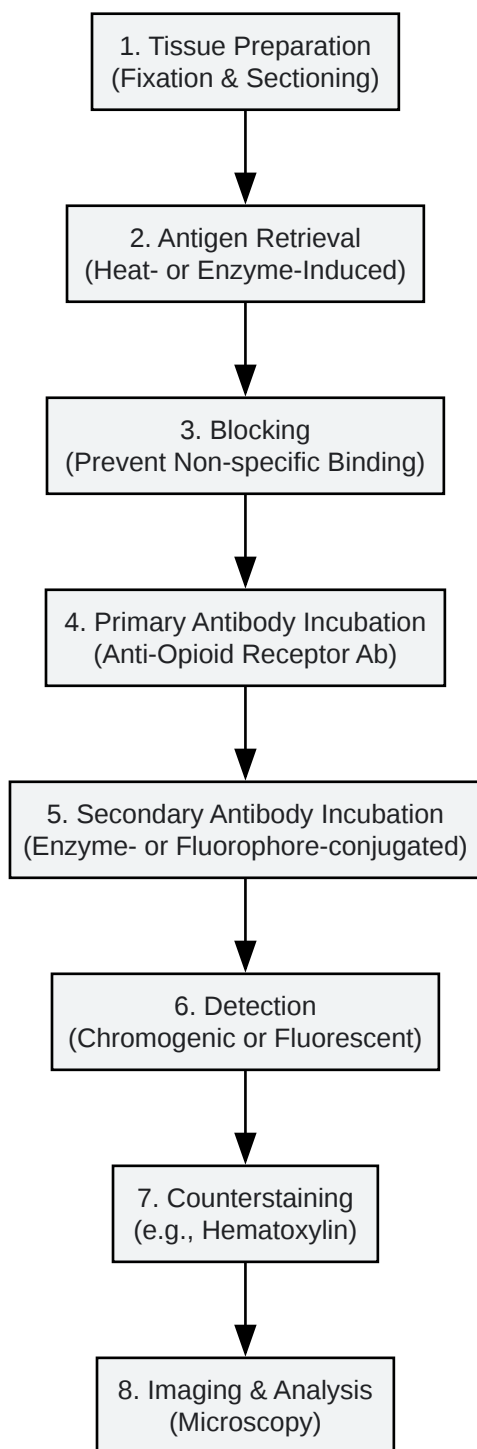 1. Tissue Preparation
(Fixation & Sectioning)
2. Antigen Retrieval
(Heat- or Enzyme-Induced)
3. Blocking
(Prevent Non-specific Binding)
4. Primary Antibody Incubation
(Anti-Opioid Receptor Ab)
5. Secondary Antibody Incubation
(Enzyme- or Fluorophore-conjugated)
6. Detection
(Chromogenic or Fluorescent)
7. Counterstaining
(e.g., Hematoxylin)
8. Imaging & Analysis
(Microscopy)